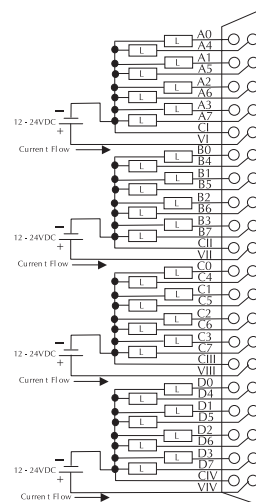 L A0
A4
L
L A1
A5
L
L A2
A6
L
L A3
− A7
L
12 - 24VDC CI
+ VI
Current Flow L B0
B4
L
L B1
B5
L
L B2
B6
L
− L B3
B7
L
12 - 24VDC CII
+ VII
Current Flow L C0
C4
L
L C1
C5
L
L C2
C6
L
− L C3
C7
L
12 - 24VDC CIII
+ VIII
Current Flow L D0
D4
L
L D1
D5
L
L D2
D6
L
− L D3
D7
L
12 - 24VDC CIV
+ VIV
Current Flow